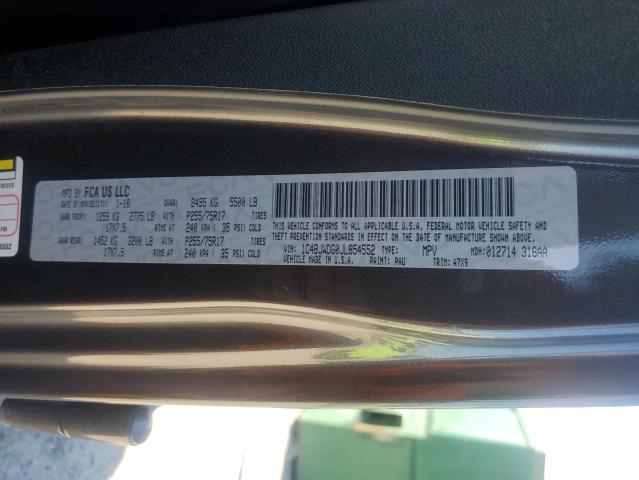 MFD BY FCA US LLC
DATE OF MFR(BUILT): 1-18 GVWR: 2495 KG 5500 LB
GAWR FRONT: 1259 KG 2775 LB WITH P255/75R17 TIRES
17X7.5 RIMS AT 240 KPA ( 35 PSI) COLD
GAWR REAR: 1452 KG 3200 LB WITH P255/75R17 TIRES
17X7.5 RIMS AT 240 KPA ( 35 PSI) COLD
THIS VEHICLE CONFORMS TO ALL APPLICABLE U.S.A. FEDERAL MOTOR VEHICLE SAFETY AND
THEFT PREVENTION STANDARDS IN EFFECT ON THE DATE OF MANUFACTURE SHOWN ABOVE.
VIN: 1C4BJWDG0JL854552 TYPE: MPV MDH: 012714 316AA
VEHICLE MADE IN U.S.A. PAINT: PAU TRIM: A7X9